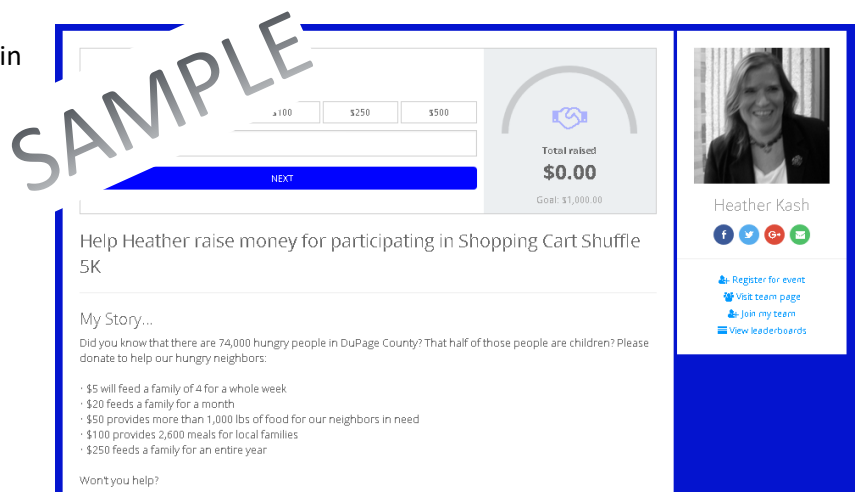 in
SAMPLE
$100 $250 $500
NEXT
Total raised
$0.00
Goal: $1,000.00
Heather Kash
Register for event
Visit team page
Join my team
View leaderboards
Help Heather raise money for participating in Shopping Cart Shuffle
5K
My Story...
Did you know that there are 74,000 hungry people in DuPage County? That half of those people are children? Please
donate to help our hungry neighbors:
· $5 will feed a family of 4 for a whole week
· $20 feeds a family for a month
· $50 provides more than 1,000 lbs of food for our neighbors in need
· $100 provides 2,600 meals for local families
· $250 feeds a family for an entire year
Won't you help?